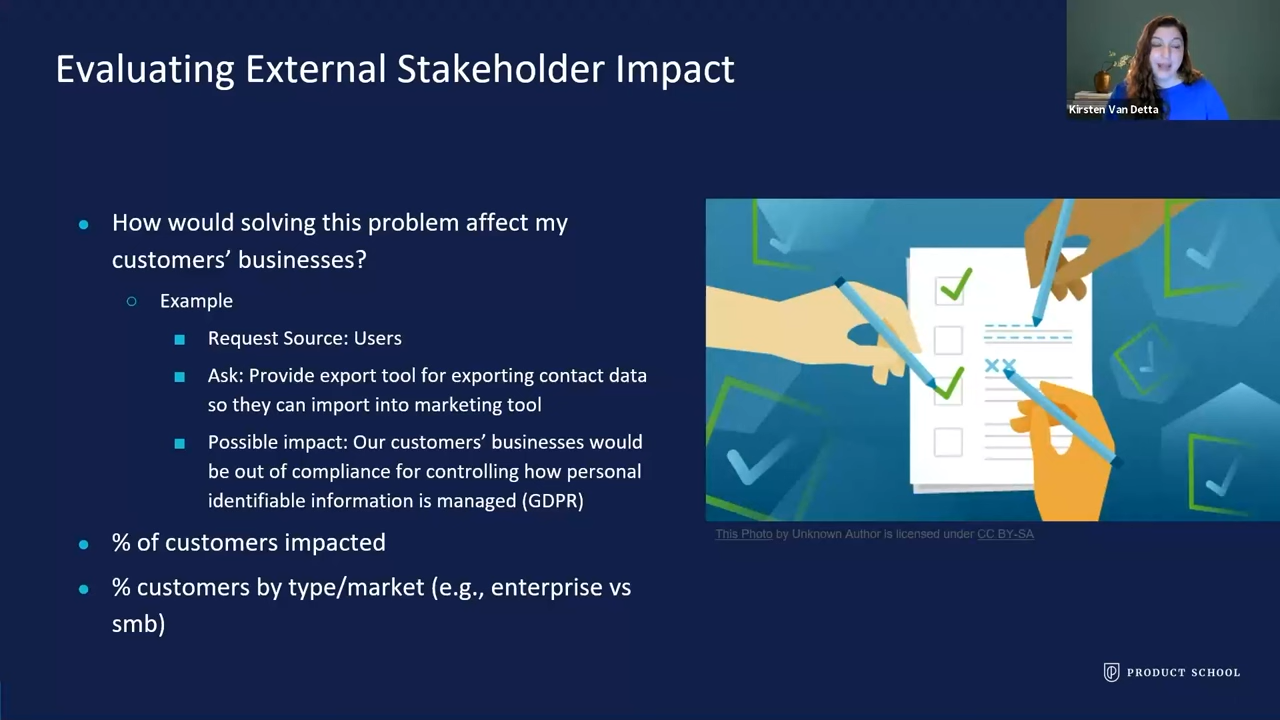 Evaluating External Stakeholder Impact
Kirsten Van Detta
How would solving this problem affect my
customers’ businesses?
Example
Request Source: Users
Ask: Provide export tool for exporting contact data
so they can import into marketing tool
Possible impact: Our customers’ businesses would
be out of compliance for controlling how personal
identifiable information is managed (GDPR)
% of customers impacted
% customers by type/market (e.g., enterprise vs
smb)
This Photo by Unknown Author is licensed under CC BY-SA
PRODUCT SCHOOL